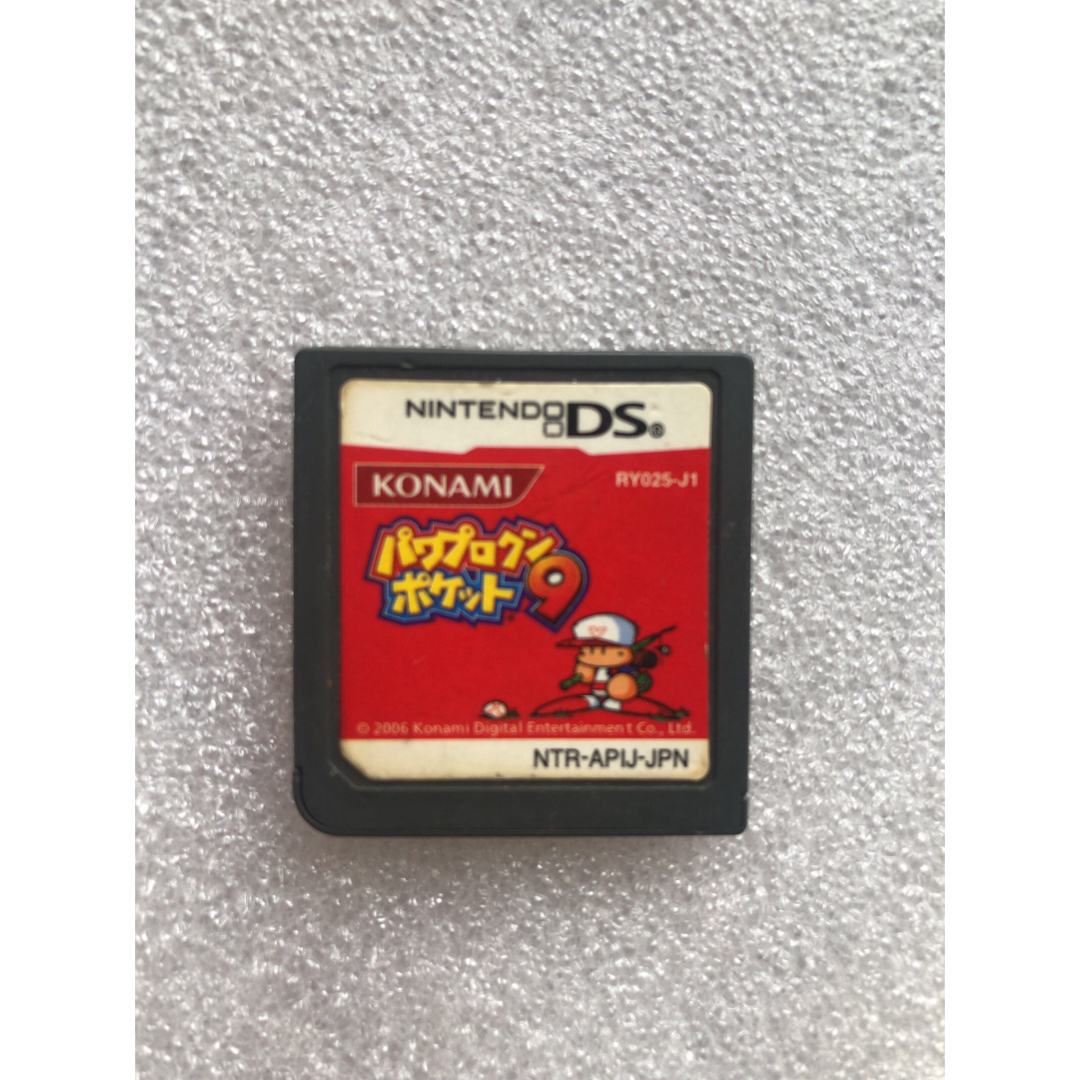 NINTENDO DS®
KONAMI
RY025-J1
パワプロクン
ポケット9
© 2006 Konami Digital Entertainment Co., Ltd.
NTR-APIJ-JPN